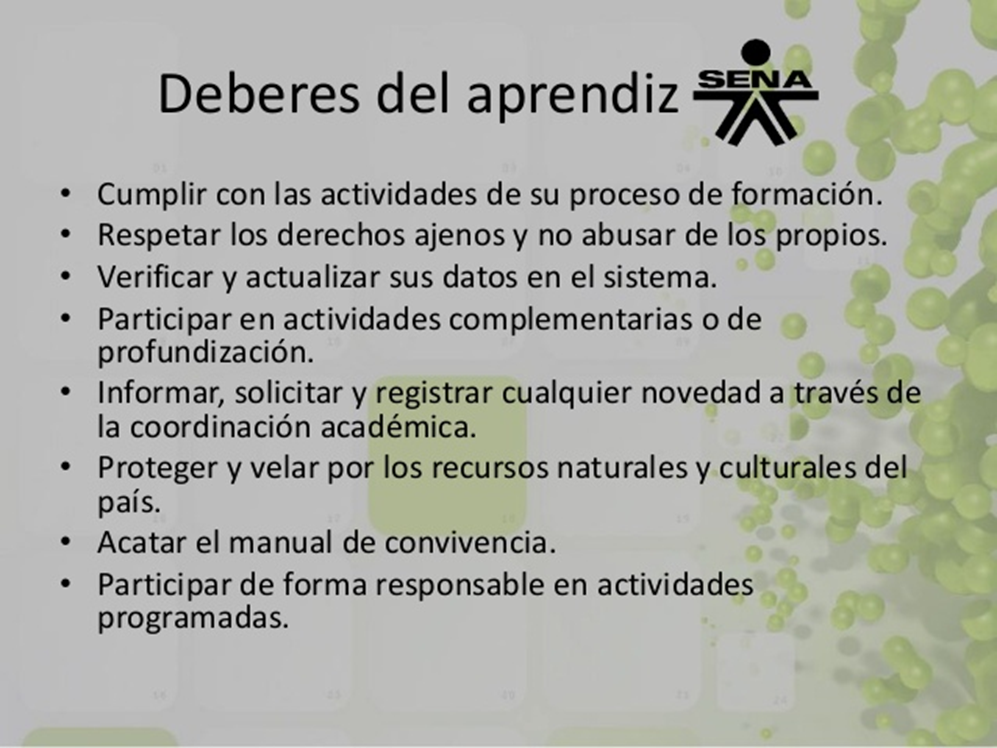 Deberes del aprendiz
SENA
• Cumplir con las actividades de su proceso de formación.
• Respetar los derechos ajenos y no abusar de los propios.
• Verificar y actualizar sus datos en el sistema.
• Participar en actividades complementarias o de
profundización.
• Informar, solicitar y registrar cualquier novedad a través de
la coordinación académica.
• Proteger y velar por los recursos naturales y culturales del
país.
• Acatar el manual de convivencia.
• Participar de forma responsable en actividades
programadas.